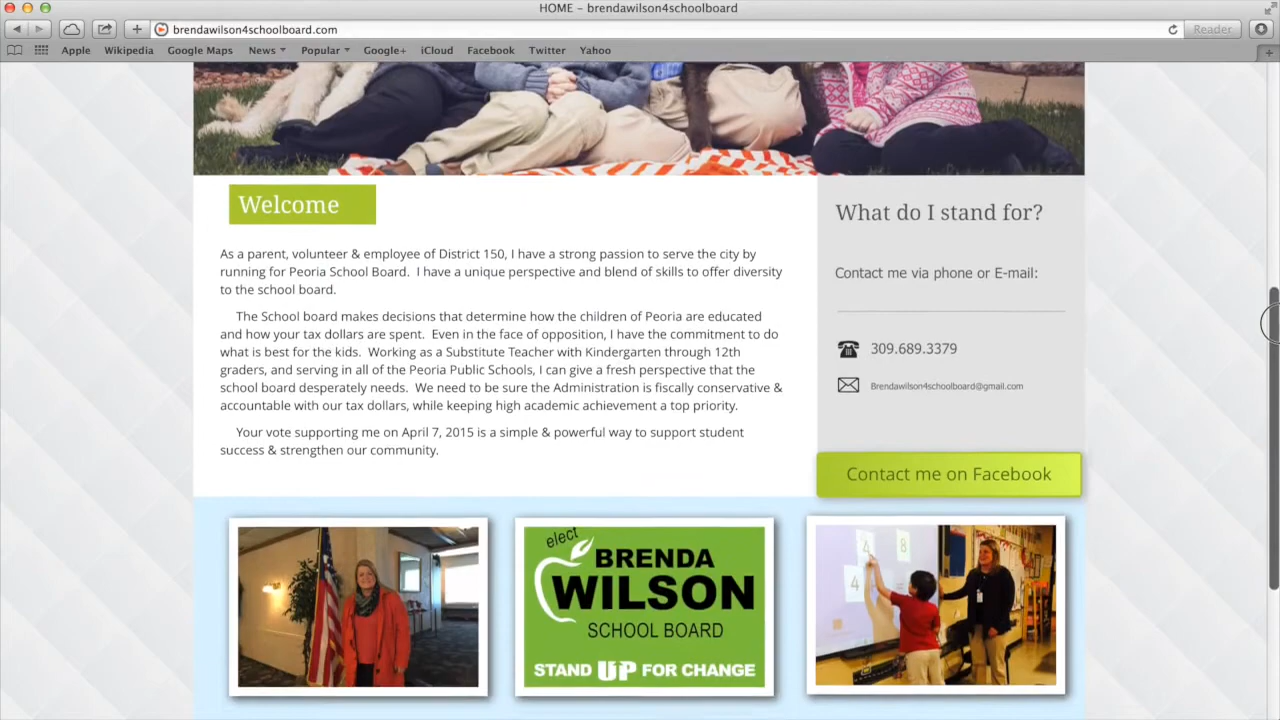 HOME – brendawilson4schoolboard
brendawilson4schoolboard.com
Reader
Apple Wikipedia Google Maps News Popular Google+ iCloud Facebook Twitter Yahoo
Welcome
As a parent, volunteer & employee of District 150, I have a strong passion to serve the city by
running for Peoria School Board. I have a unique perspective and blend of skills to offer diversity
to the school board.
The School board makes decisions that determine how the children of Peoria are educated
and how your tax dollars are spent. Even in the face of opposition, I have the commitment to do
what is best for the kids. Working as a Substitute Teacher with Kindergarten through 12th
graders, and serving in all of the Peoria Public Schools, I can give a fresh perspective that the
school board desperately needs. We need to be sure the Administration is fiscally conservative &
accountable with our tax dollars, while keeping high academic achievement a top priority.
Your vote supporting me on April 7, 2015 is a simple & powerful way to support student
success & strengthen our community.
What do I stand for?
Contact me via phone or E-mail:
309.689.3379
Brendawilson4schoolboard@gmail.com
Contact me on Facebook
elect
BRENDA
WILSON
SCHOOL BOARD
STAND UP FOR CHANGE
4 8
4